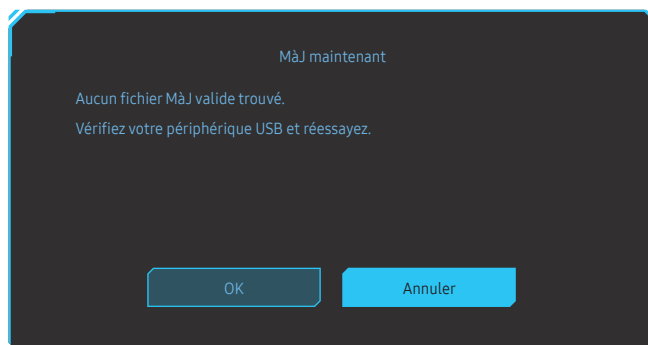 MàJ maintenant
Aucun fichier MàJ valide trouvé.
Vérifiez votre périphérique USB et réessayez.
OK
Annuler